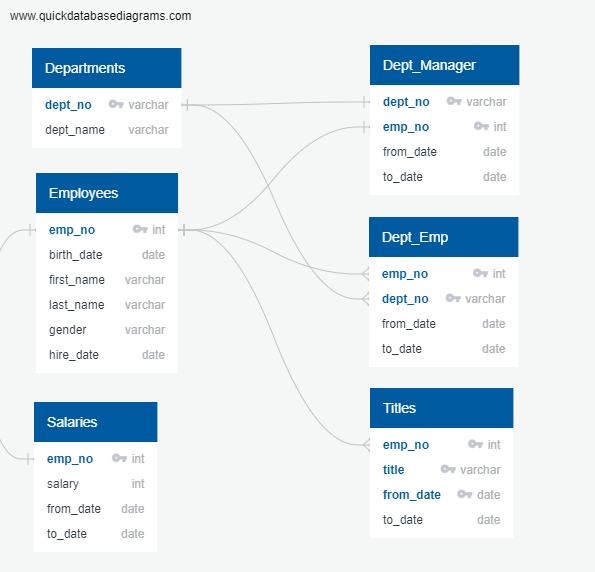 www.quickdatabasediagrams.com
Departments
dept_no varchar
dept_name varchar
Employees
emp_no int
birth_date date
first_name varchar
last_name varchar
gender varchar
hire_date date
Salaries
emp_no int
salary int
from_date date
to_date date
Dept_Manager
dept_no varchar
emp_no int
from_date date
to_date date
Dept_Emp
emp_no int
dept_no varchar
from_date date
to_date date
Titles
emp_no int
title varchar
from_date date
to_date date